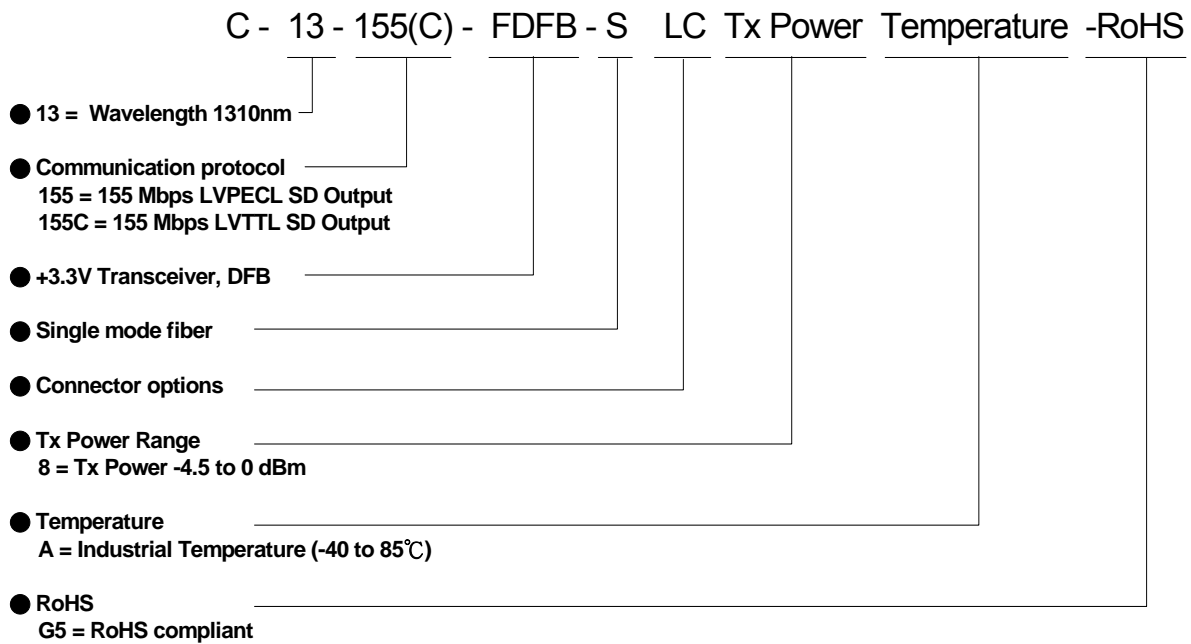 C - 13 - 155(C) - FDFB - S LC Tx Power Temperature -RoHS
● 13 = Wavelength 1310nm
● Communication protocol
155 = 155 Mbps LVPECL SD Output
155C = 155 Mbps LVTTL SD Output
● +3.3V Transceiver, DFB
● Single mode fiber
● Connector options
● Tx Power Range
8 = Tx Power -4.5 to 0 dBm
● Temperature
A = Industrial Temperature (-40 to 85℃)
● RoHS
G5 = RoHS compliant